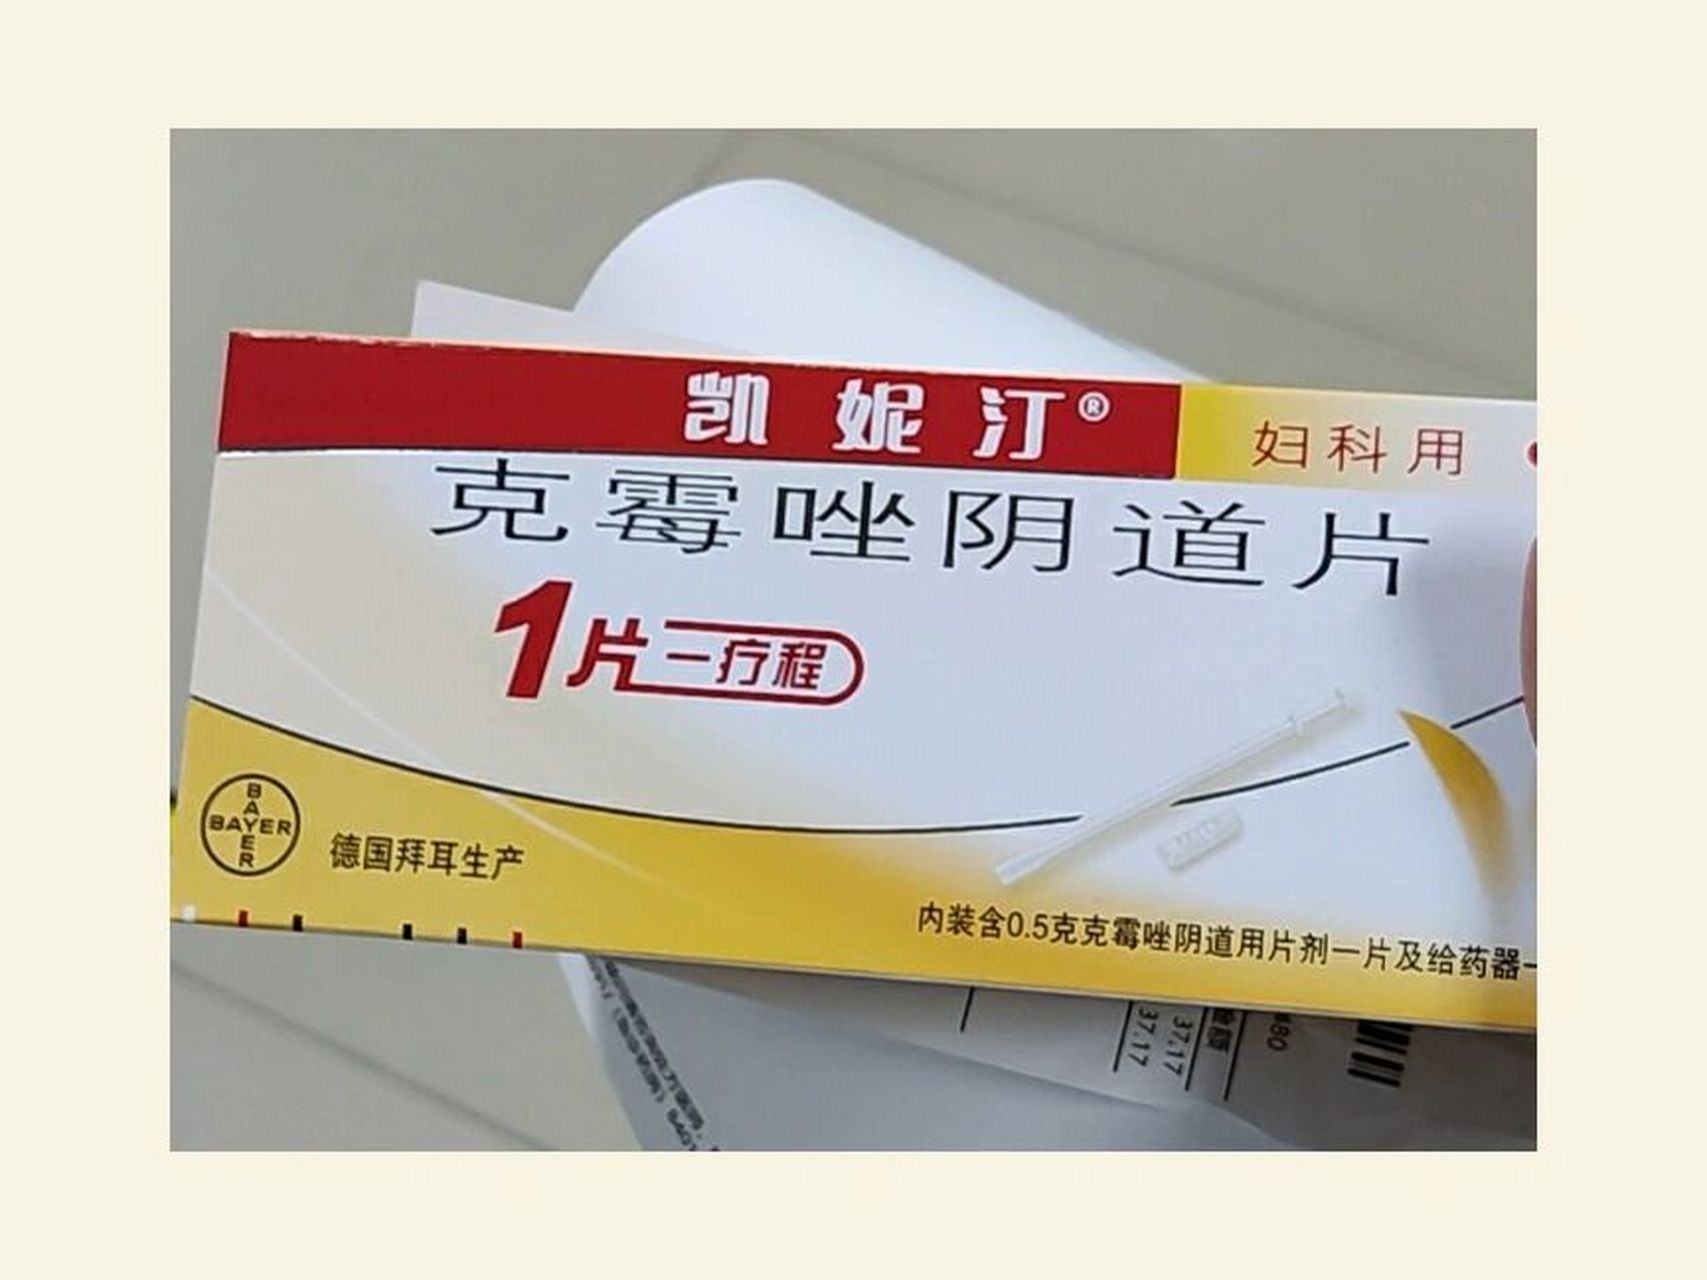 凯妮汀®
妇科用
克霉唑阴道片
1片一疗程
BAYER
BAYER
德国拜耳生产
内装含0.5克克霉唑阴道用片剂一片及给药器一
37.17
37.17